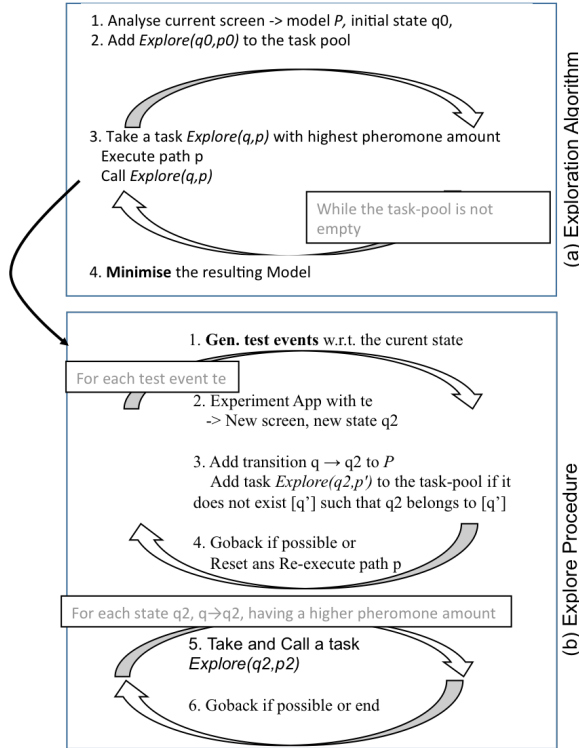 1. Analyse current screen -> model P, initial state q0,
2. Add Explore(q0,p0) to the task pool
3. Take a task Explore(q,p) with highest pheromone amount
Execute path p
Call Explore(q,p)
While the task-pool is not
empty
4. Minimise the resulting Model
(a) Exploration Algorithm
1. Gen. test events w.r.t. the curent state
For each test event te
2. Experiment App with te
-> New screen, new state q2
3. Add transition q → q2 to P
Add task Explore(q2,p') to the task-pool if it
does not exist [q’] such that q2 belongs to [q’]
4. Goback if possible or
Reset ans Re-execute path p
For each state q2, q→q2, having a higher pheromone amount
5. Take and Call a task
Explore(q2,p2)
6. Goback if possible or end
(b) Explore Procedure